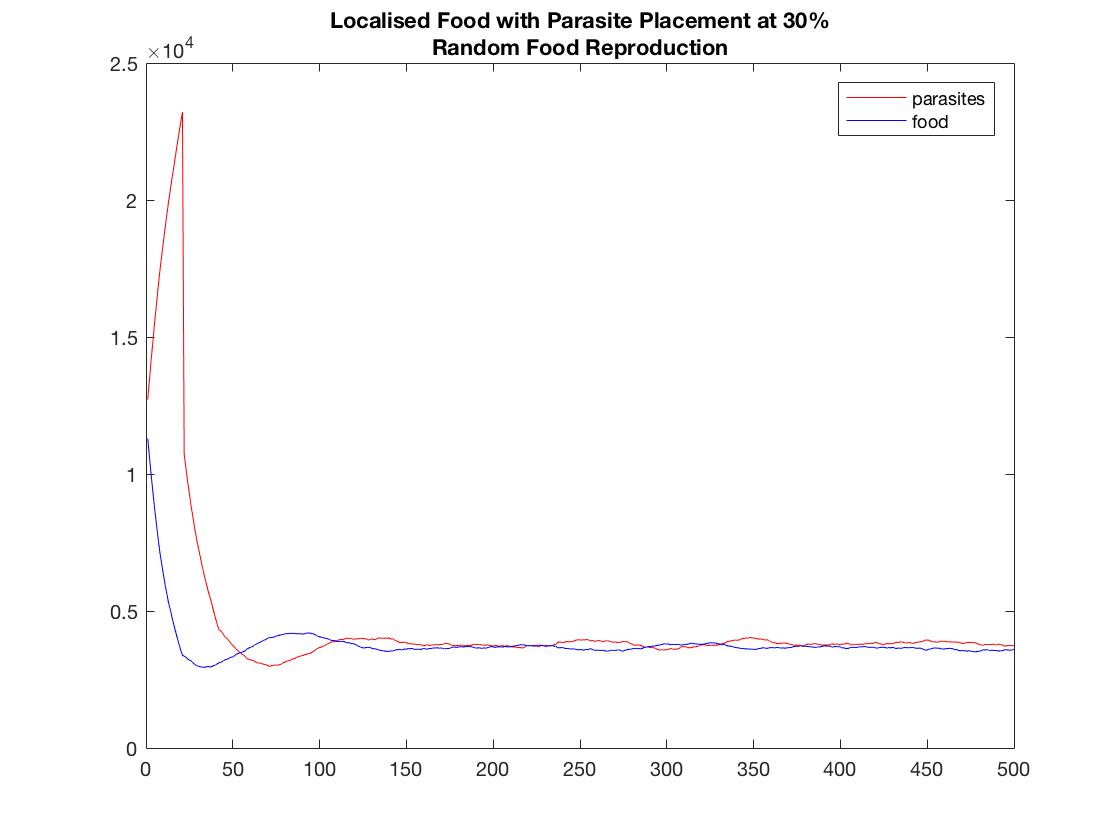 Localised Food with Parasite Placement at 30%
Random Food Reproduction
×10^4
2.5
2
1.5
1
0.5
0
parasites
food
0 50 100 150 200 250 300 350 400 450 500